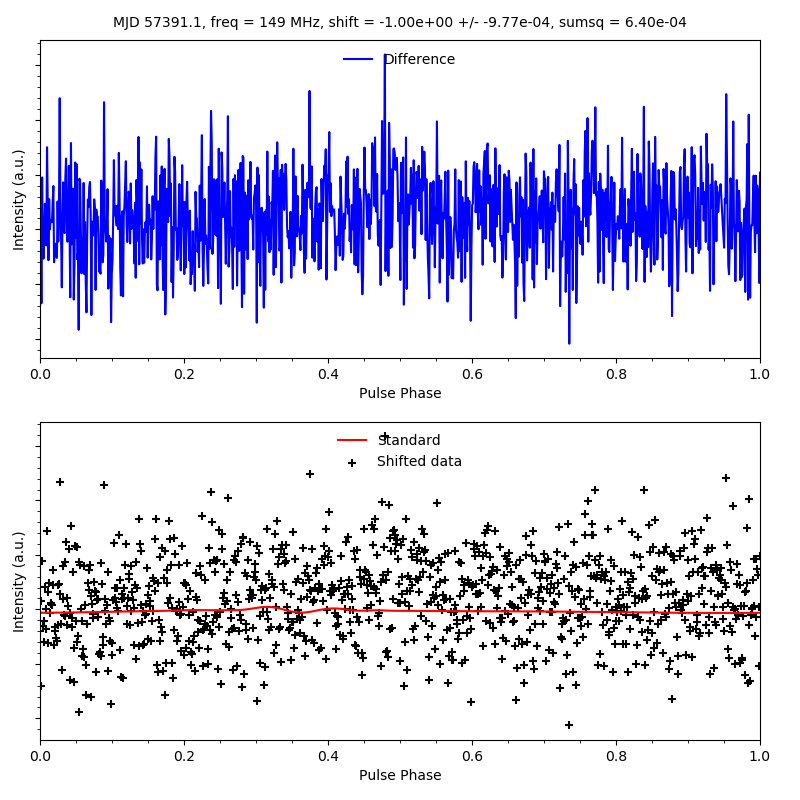 MJD 57391.1, freq = 149 MHz, shift = -1.00e+00 +/- -9.77e-04, sumsq = 6.40e-04
Difference
Intensity (a.u.)
0.0 0.2 0.4 0.6 0.8 1.0
Pulse Phase
Standard
Shifted data
Intensity (a.u.)
0.0 0.2 0.4 0.6 0.8 1.0
Pulse Phase